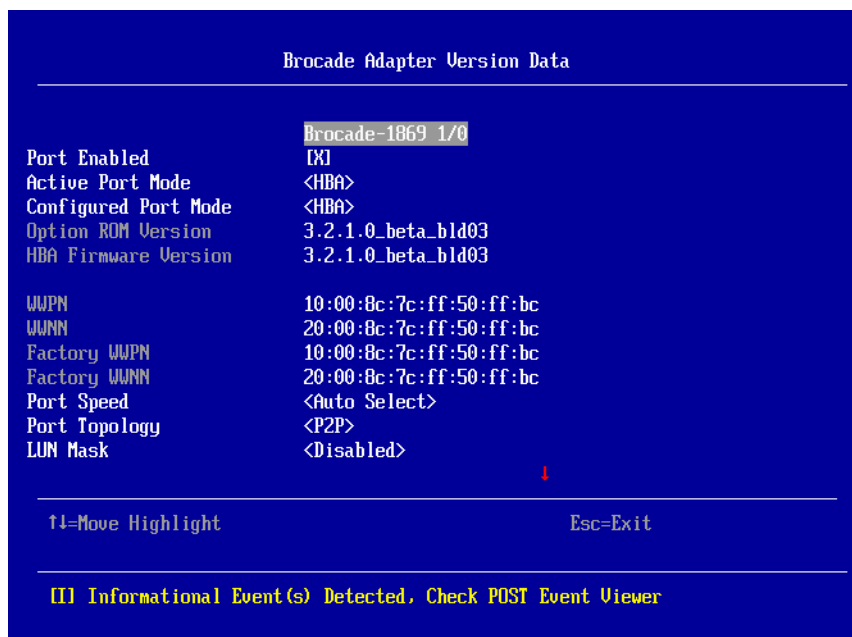 Brocade Adapter Version Data
Brocade-1869 1/0
Port Enabled [X]
Active Port Mode <HBA>
Configured Port Mode <HBA>
Option ROM Version 3.2.1.0_beta_bld03
HBA Firmware Version 3.2.1.0_beta_bld03
WWPN 10:00:8c:7c:ff:50:ff:bc
WWNN 20:00:8c:7c:ff:50:ff:bc
Factory WWPN 10:00:8c:7c:ff:50:ff:bc
Factory WWNN 20:00:8c:7c:ff:50:ff:bc
Port Speed <Auto Select>
Port Topology <P2P>
LUN Mask <Disabled>
↓
↑↓=Move Highlight Esc=Exit
[I] Informational Event(s) Detected, Check POST Event Viewer